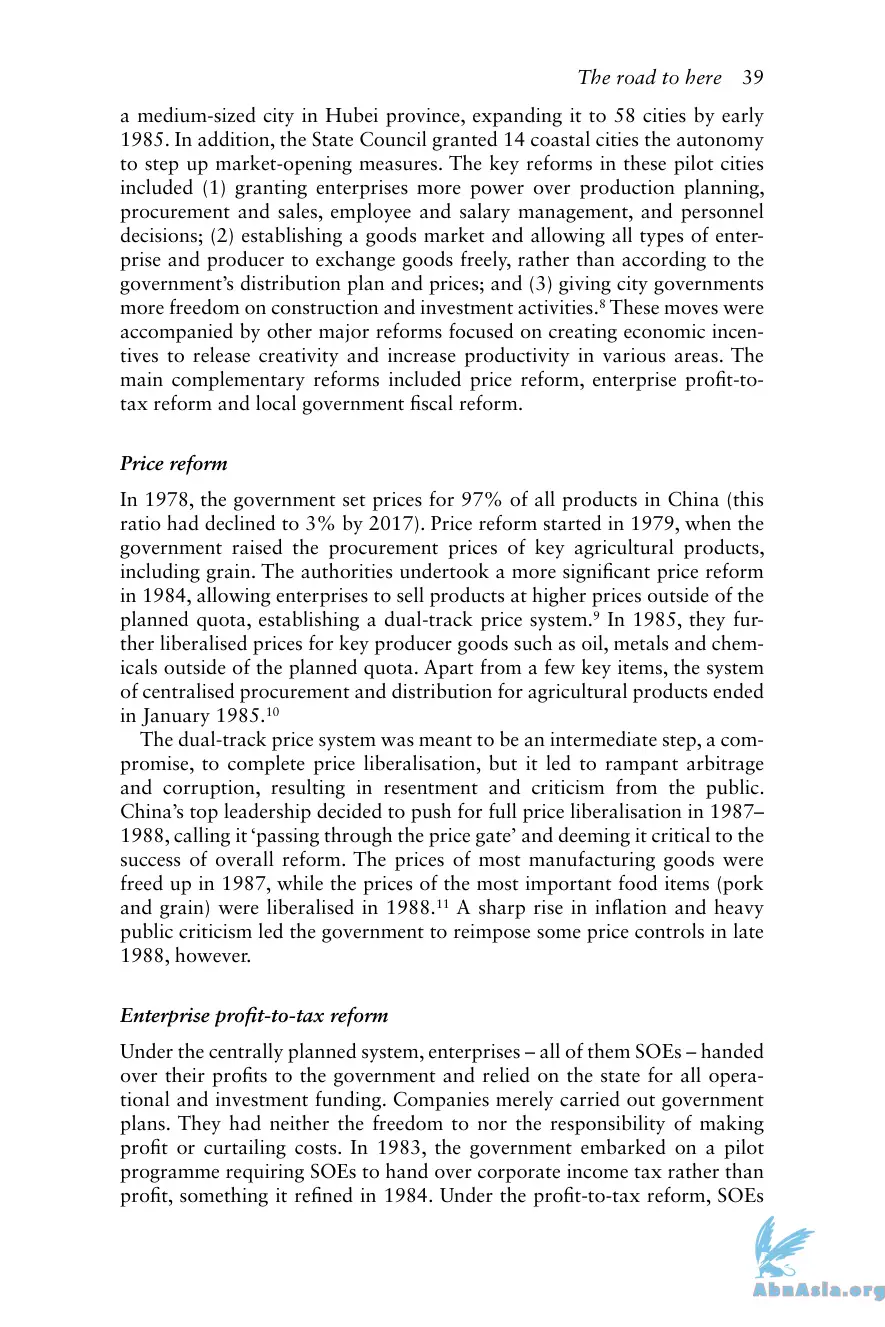 The road to here 39
a medium-sized city in Hubei province, expanding it to 58 cities by early
1985. In addition, the State Council granted 14 coastal cities the autonomy
to step up market-opening measures. The key reforms in these pilot cities
included (1) granting enterprises more power over production planning,
procurement and sales, employee and salary management, and personnel
decisions; (2) establishing a goods market and allowing all types of enter-
prise and producer to exchange goods freely, rather than according to the
government’s distribution plan and prices; and (3) giving city governments
more freedom on construction and investment activities.⁸ These moves were
accompanied by other major reforms focused on creating economic incen-
tives to release creativity and increase productivity in various areas. The
main complementary reforms included price reform, enterprise profit-to-
tax reform and local government fiscal reform.
Price reform
In 1978, the government set prices for 97% of all products in China (this
ratio had declined to 3% by 2017). Price reform started in 1979, when the
government raised the procurement prices of key agricultural products,
including grain. The authorities undertook a more significant price reform
in 1984, allowing enterprises to sell products at higher prices outside of the
planned quota, establishing a dual-track price system.⁹ In 1985, they fur-
ther liberalised prices for key producer goods such as oil, metals and chem-
icals outside of the planned quota. Apart from a few key items, the system
of centralised procurement and distribution for agricultural products ended
in January 1985.¹⁰
The dual-track price system was meant to be an intermediate step, a com-
promise, to complete price liberalisation, but it led to rampant arbitrage
and corruption, resulting in resentment and criticism from the public.
China’s top leadership decided to push for full price liberalisation in 1987–
1988, calling it ‘passing through the price gate’ and deeming it critical to the
success of overall reform. The prices of most manufacturing goods were
freed up in 1987, while the prices of the most important food items (pork
and grain) were liberalised in 1988.¹¹ A sharp rise in inflation and heavy
public criticism led the government to reimpose some price controls in late
1988, however.
Enterprise profit-to-tax reform
Under the centrally planned system, enterprises – all of them SOEs – handed
over their profits to the government and relied on the state for all opera-
tional and investment funding. Companies merely carried out government
plans. They had neither the freedom to nor the responsibility of making
profit or curtailing costs. In 1983, the government embarked on a pilot
programme requiring SOEs to hand over corporate income tax rather than
profit, something it refined in 1984. Under the profit-to-tax reform, SOEs
AbnAsia.org